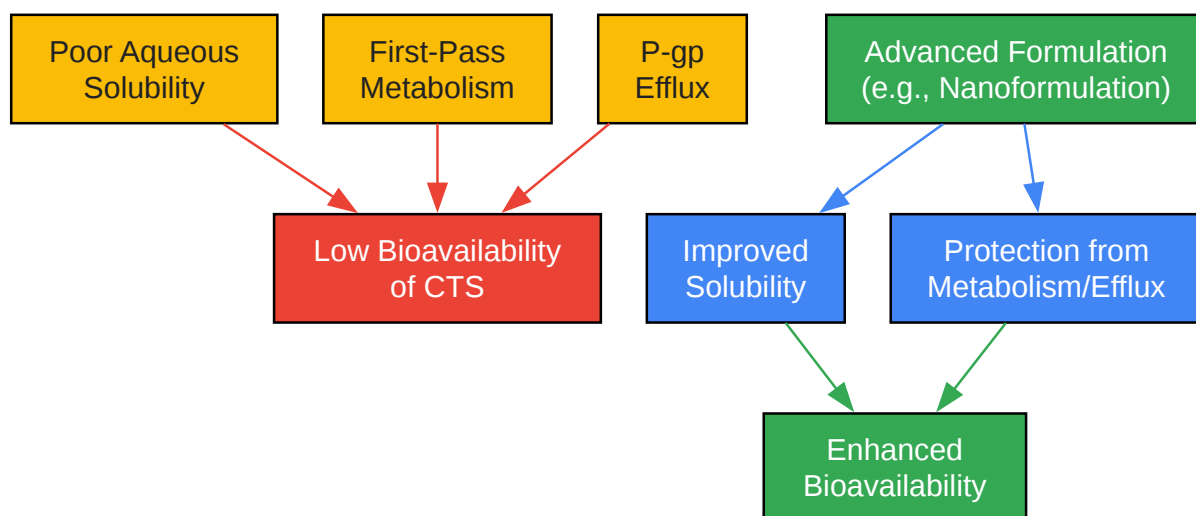 Poor Aqueous
Solubility
First-Pass
Metabolism
P-gp
Efflux
Advanced Formulation
(e.g., Nanoformulation)
Low Bioavailability
of CTS
Improved
Solubility
Protection from
Metabolism/Efflux
Enhanced
Bioavailability